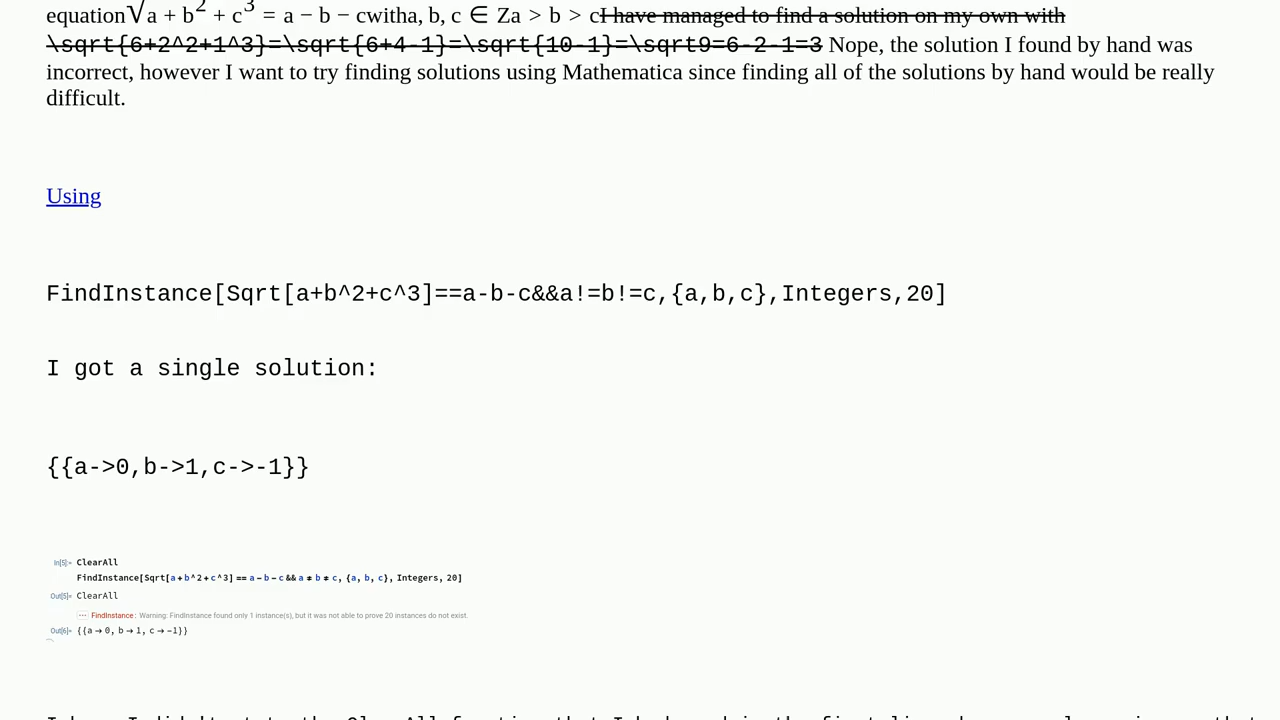 equation√a + b² + c³ = a − b − cwitha, b, c ∈ Za > b > cI have managed to find a solution on my own with
\sqrt{6+2^2+1^3}=\sqrt{6+4-1}=\sqrt{10-1}=\sqrt9=6-2-1=3 Nope, the solution I found by hand was
incorrect, however I want to try finding solutions using Mathematica since finding all of the solutions by hand would be really
difficult.
Using
FindInstance[Sqrt[a+b^2+c^3]==a-b-c&&a!=b!=c,{a,b,c},Integers,20]
I got a single solution:
{{a->0,b->1,c->-1}}
In[5]:= ClearAll
FindInstance[Sqrt[a+b^2+c^3] == a-b-c && a ≠ b ≠ c, {a, b, c}, Integers, 20]
Out[5]= ClearAll
··· FindInstance: Warning: FindInstance found only 1 instance(s), but it was not able to prove 20 instances do not exist.
Out[6]= {{a → 0, b → 1, c → -1}}